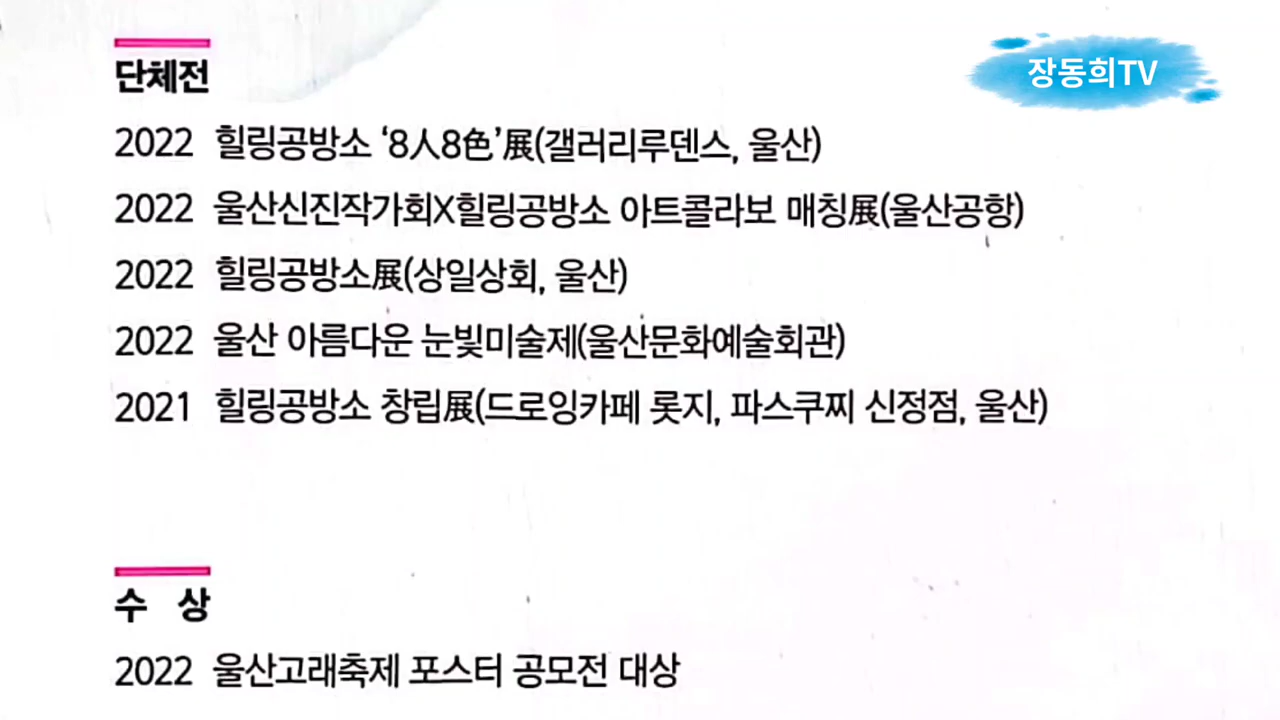 장동희TV
단체전
2022 힐링공방소 ‘8人8色’展(갤러리루덴스, 울산)
2022 울산신진작가회X힐링공방소 아트콜라보 매칭展(울산공항)
2022 힐링공방소展(상일상회, 울산)
2022 울산 아름다운 눈빛미술제(울산문화예술회관)
2021 힐링공방소 창립展(드로잉카페 롯지, 파스쿠찌 신정점, 울산)
수 상
2022 울산고래축제 포스터 공모전 대상